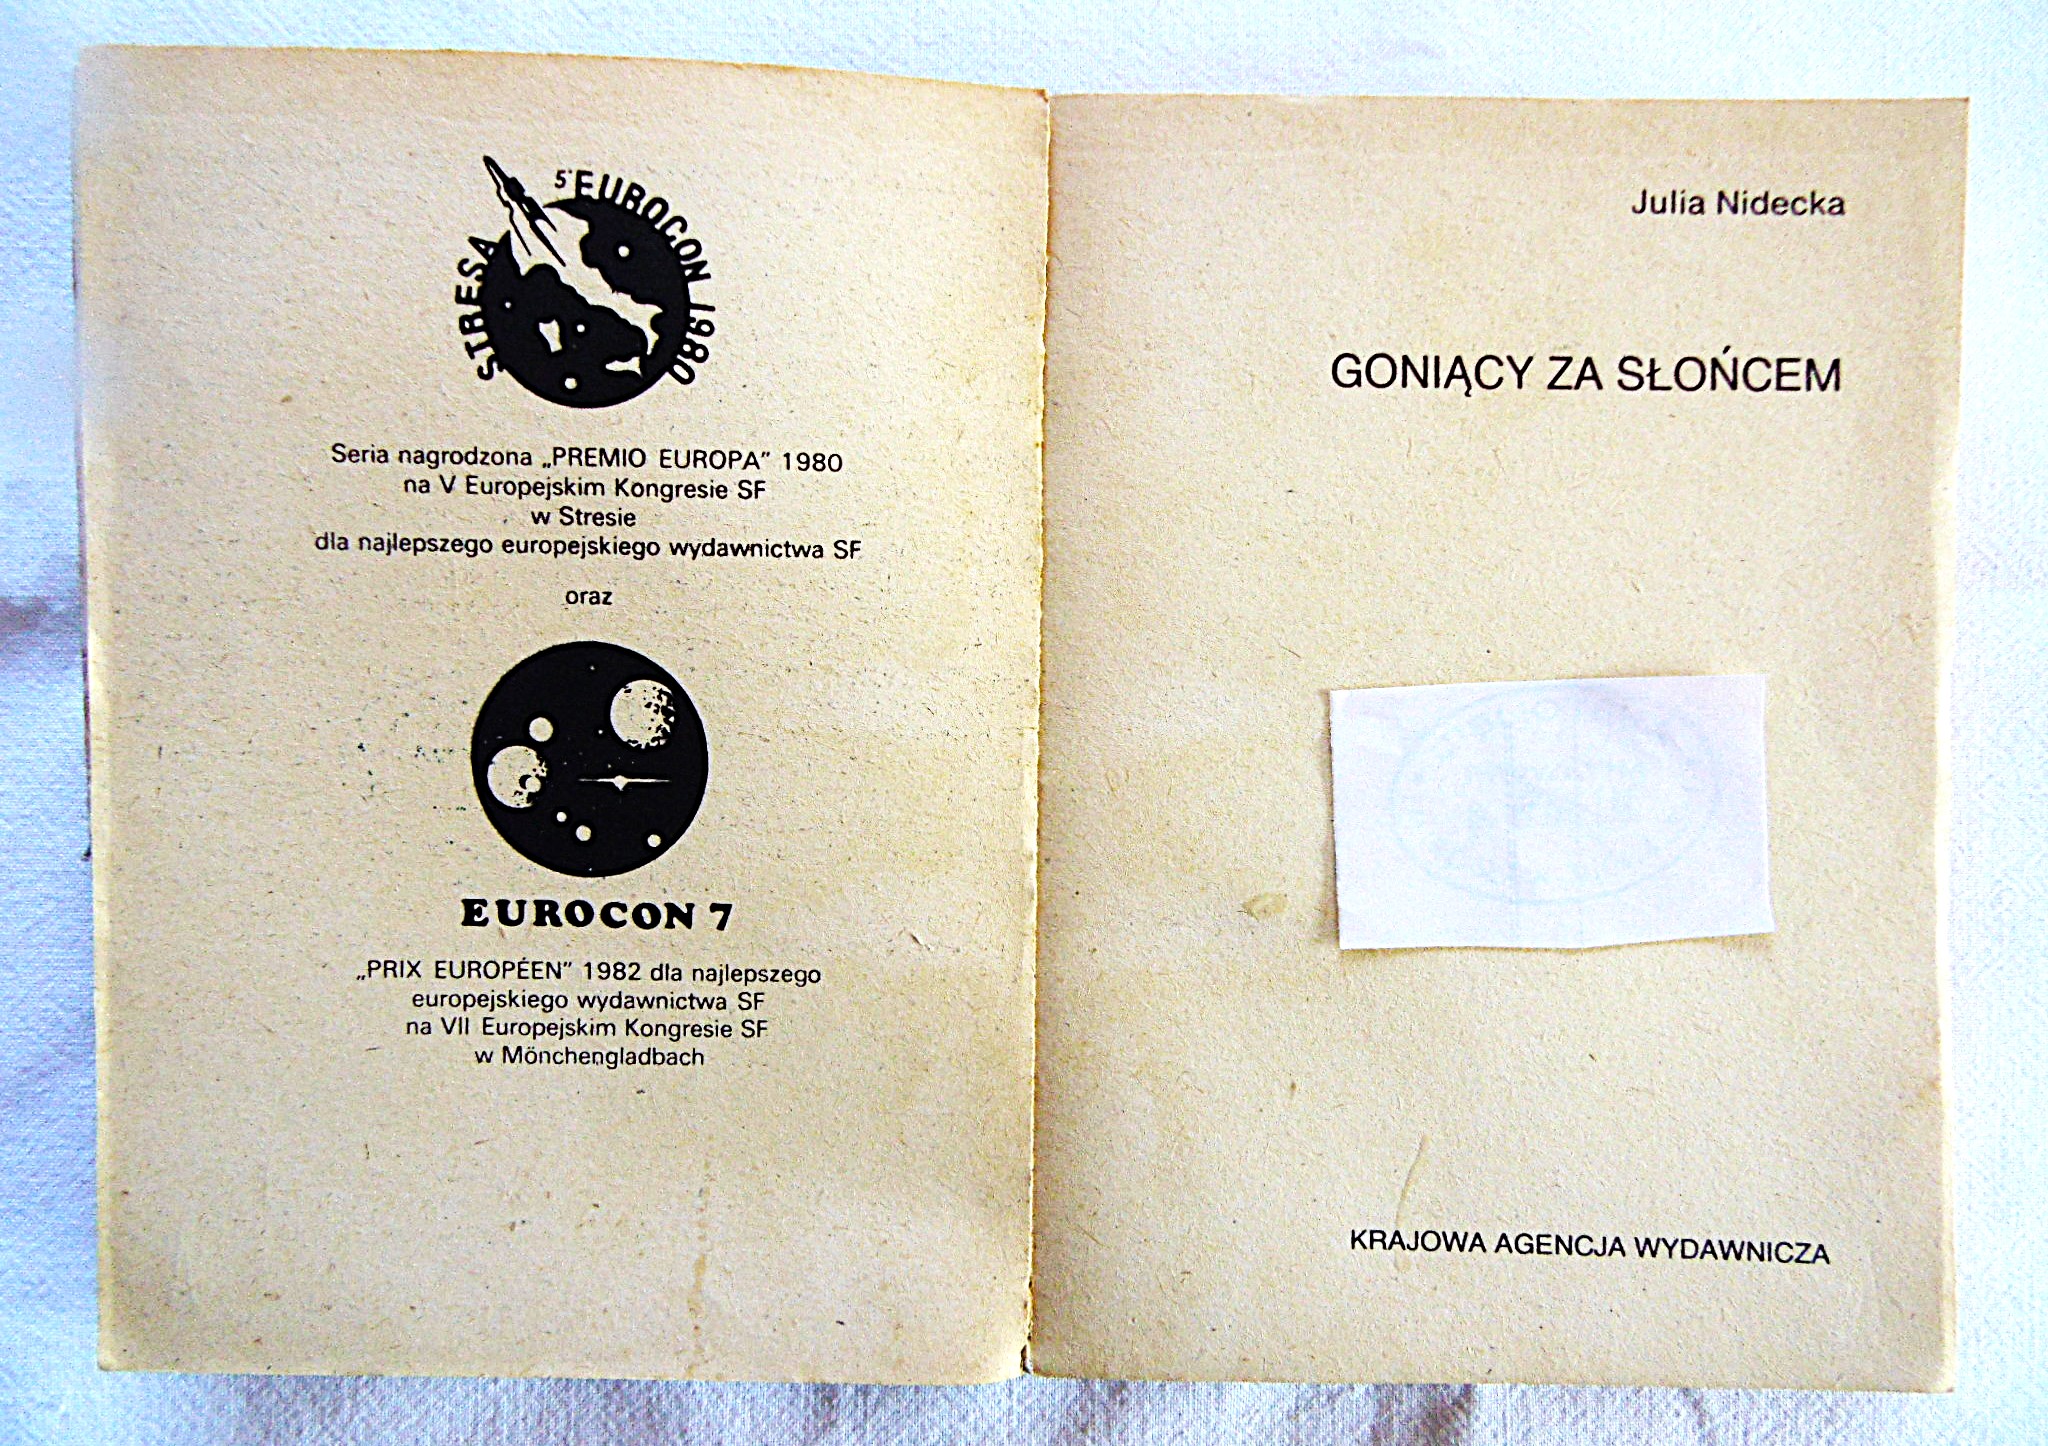 STRESA 5° EUROCON 1980
Seria nagrodzona „PREMIO EUROPA” 1980
na V Europejskim Kongresie SF
w Stresie
dla najlepszego europejskiego wydawnictwa SF
oraz
EUROCON 7
„PRIX EUROPÉEN” 1982 dla najlepszego
europejskiego wydawnictwa SF
na VII Europejskim Kongresie SF
w Mönchengladbach
Julia Nidecka
GONIĄCY ZA SŁOŃCEM
KRAJOWA AGENCJA WYDAWNICZA